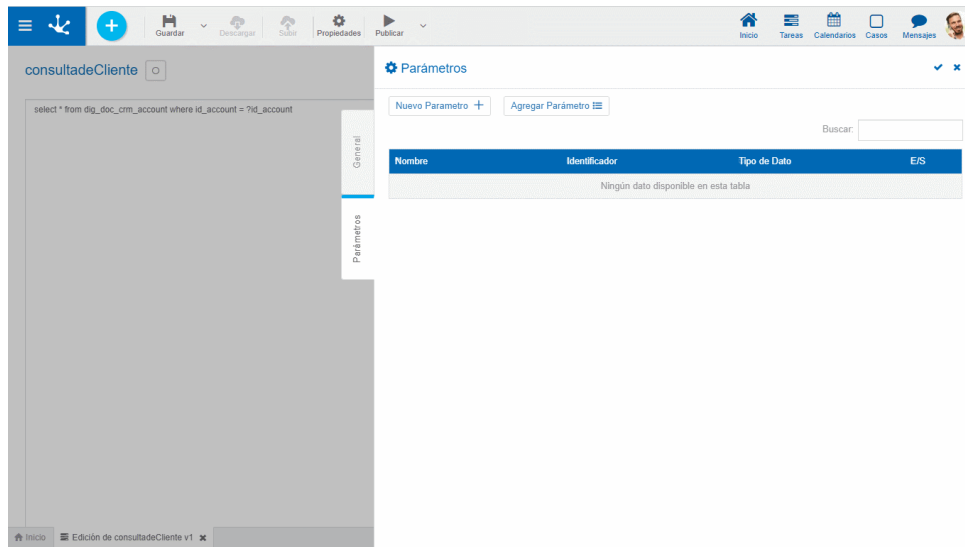 Guardar
Descargar
Subir
Propiedades
Publicar
Inicio
Tareas
Calendarios
Casos
Mensajes
consultadeCliente
select * from dig_doc_crm_account where id_account = ?id_account
General
Parámetros
Parámetros
Nuevo Parametro
Agregar Parámetro
Buscar:
Nombre Identificador Tipo de Dato E/S
Ningún dato disponible en esta tabla
Inicio
Edición de consultadeCliente v1